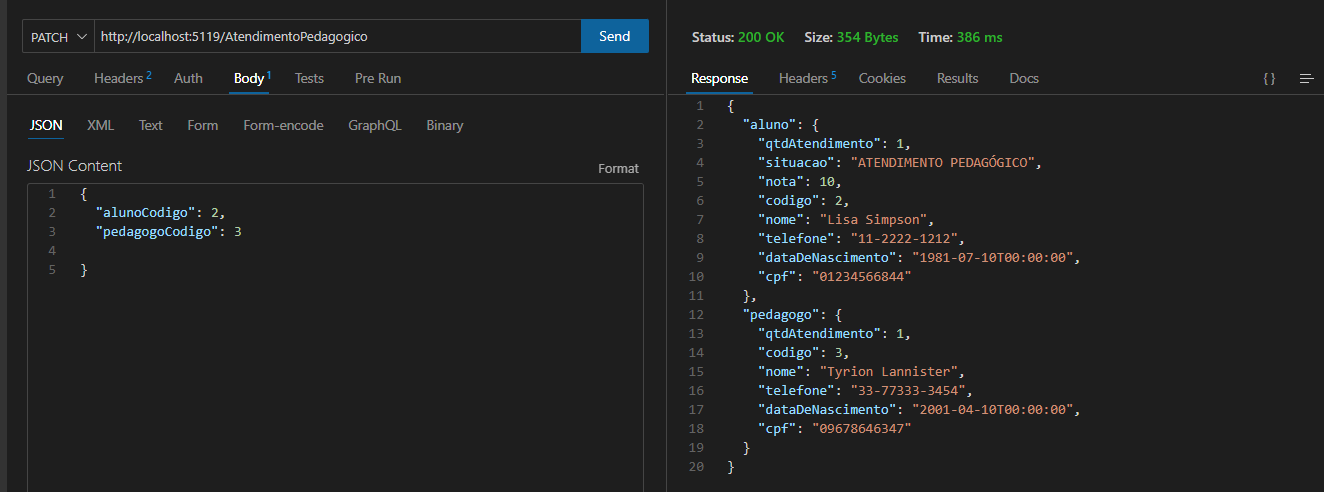 PATCH http://localhost:5119/AtendimentoPedagogico Send
Query Headers 2 Auth Body 1 Tests Pre Run
JSON XML Text Form Form-encode GraphQL Binary
JSON Content Format
1 {
2 "alunoCodigo": 2,
3 "pedagogoCodigo": 3
4
5 }
Status: 200 OK Size: 354 Bytes Time: 386 ms
Response Headers 5 Cookies Results Docs { }
1 {
2 "aluno": {
3 "qtdAtendimento": 1,
4 "situacao": "ATENDIMENTO PEDAGÓGICO",
5 "nota": 10,
6 "codigo": 2,
7 "nome": "Lisa Simpson",
8 "telefone": "11-2222-1212",
9 "dataDeNascimento": "1981-07-10T00:00:00",
10 "cpf": "01234566844"
11 },
12 "pedagogo": {
13 "qtdAtendimento": 1,
14 "codigo": 3,
15 "nome": "Tyrion Lannister",
16 "telefone": "33-77333-3454",
17 "dataDeNascimento": "2001-04-10T00:00:00",
18 "cpf": "09678646347"
19 }
20 }